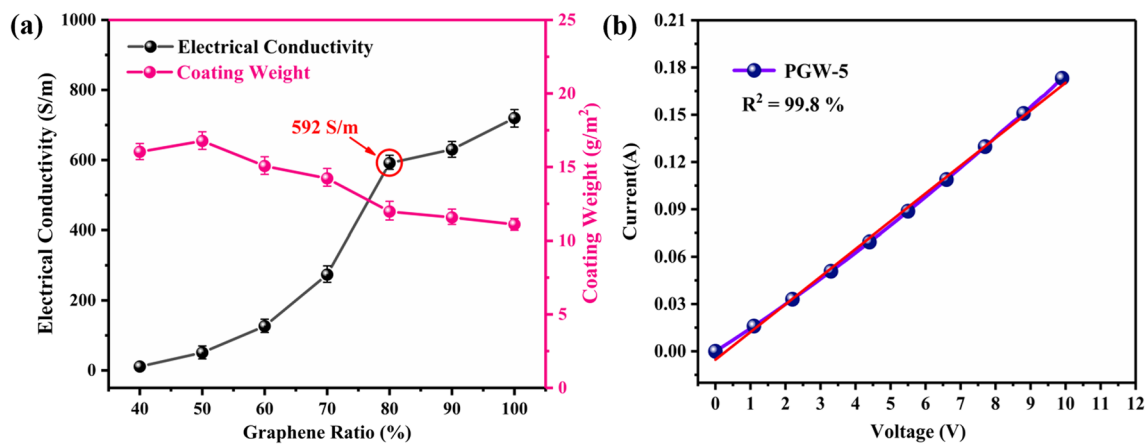 (a)
Electrical Conductivity
Coating Weight
592 S/m
1000
800
600
400
200
0
Electrical Conductivity (S/m)
25
20
15
10
5
0
Coating Weight (g/m²)
40 50 60 70 80 90 100
Graphene Ratio (%)
(b)
PGW-5
R² = 99.8 %
0.21
0.18
0.15
0.12
0.09
0.06
0.03
0.00
Current(A)
0 1 2 3 4 5 6 7 8 9 10 11 12
Voltage (V)